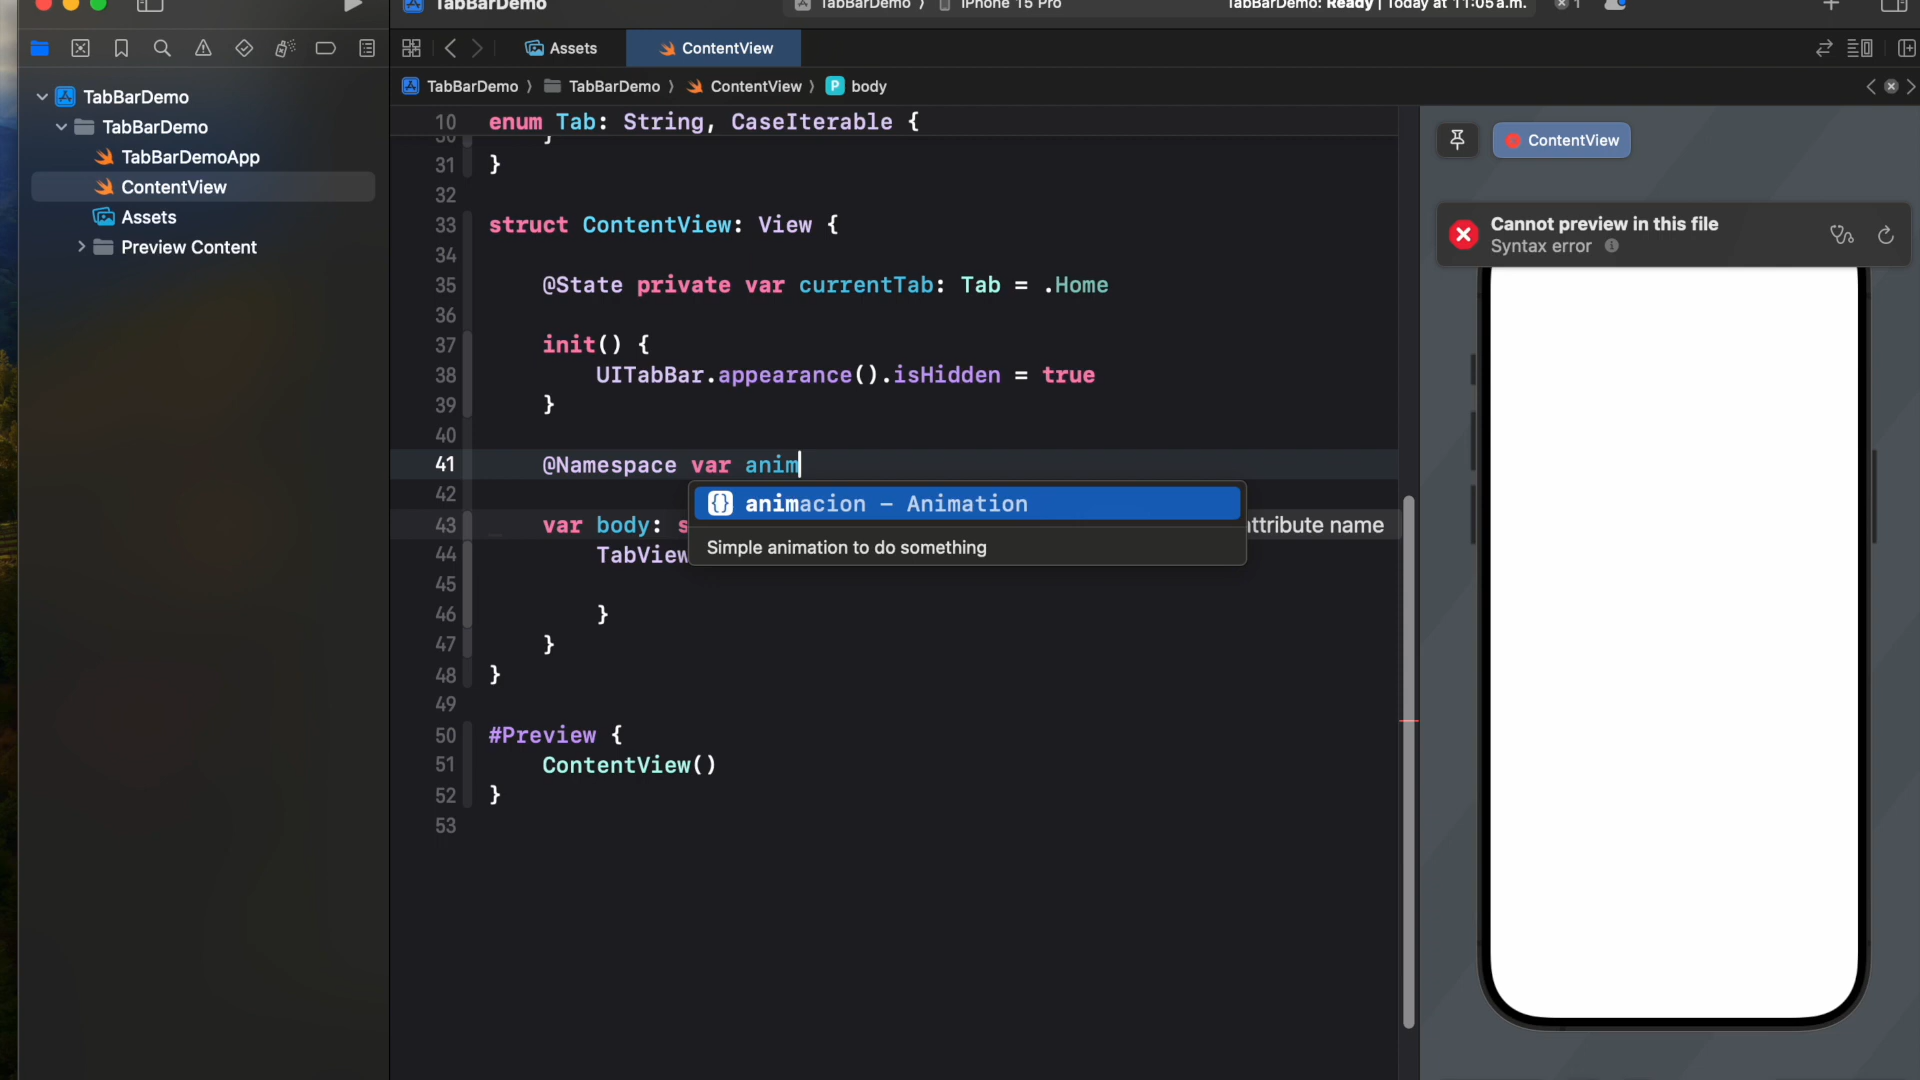 TabBarDemo
TabBarDemo 〉 iPhone 15 Pro
TabBarDemo: Ready | Today at 11:05 a.m.
1
Assets
ContentView
TabBarDemo 〉 TabBarDemo 〉 ContentView 〉 P body
TabBarDemo
TabBarDemo
TabBarDemoApp
ContentView
Assets
Preview Content
10 enum Tab: String, CaseIterable {
30 }
31 }
32
33 struct ContentView: View {
34
35 @State private var currentTab: Tab = .Home
36
37 init() {
38 UITabBar.appearance().isHidden = true
39 }
40
41 @Namespace var anim
42
43 var body: s
44 TabView
45
46 }
47 }
48 }
49
50 #Preview {
51 ContentView()
52 }
53
{} animacion – Animation
Simple animation to do something
ttribute name
ContentView
Cannot preview in this file
Syntax error